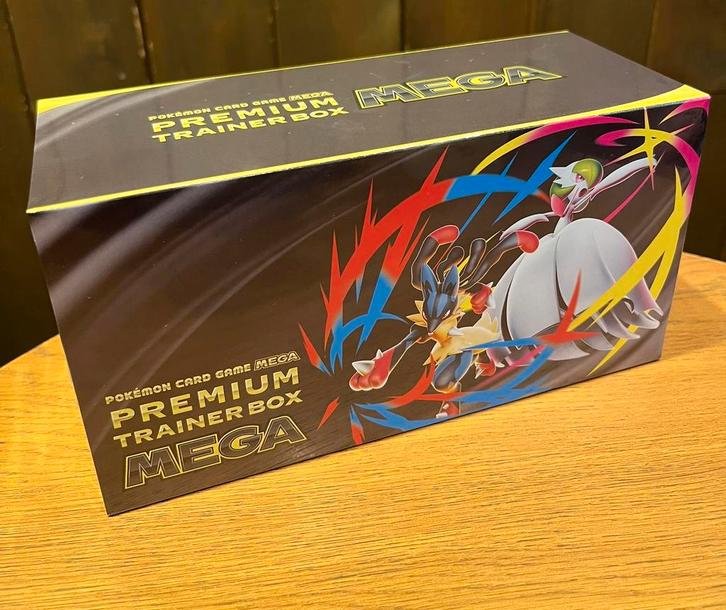 POKÉMON CARD GAME MEGA
PREMIUM
TRAINER BOX
MEGA
POKÉMON CARD GAME MEGA
PREMIUM
TRAINER BOX
MEGA